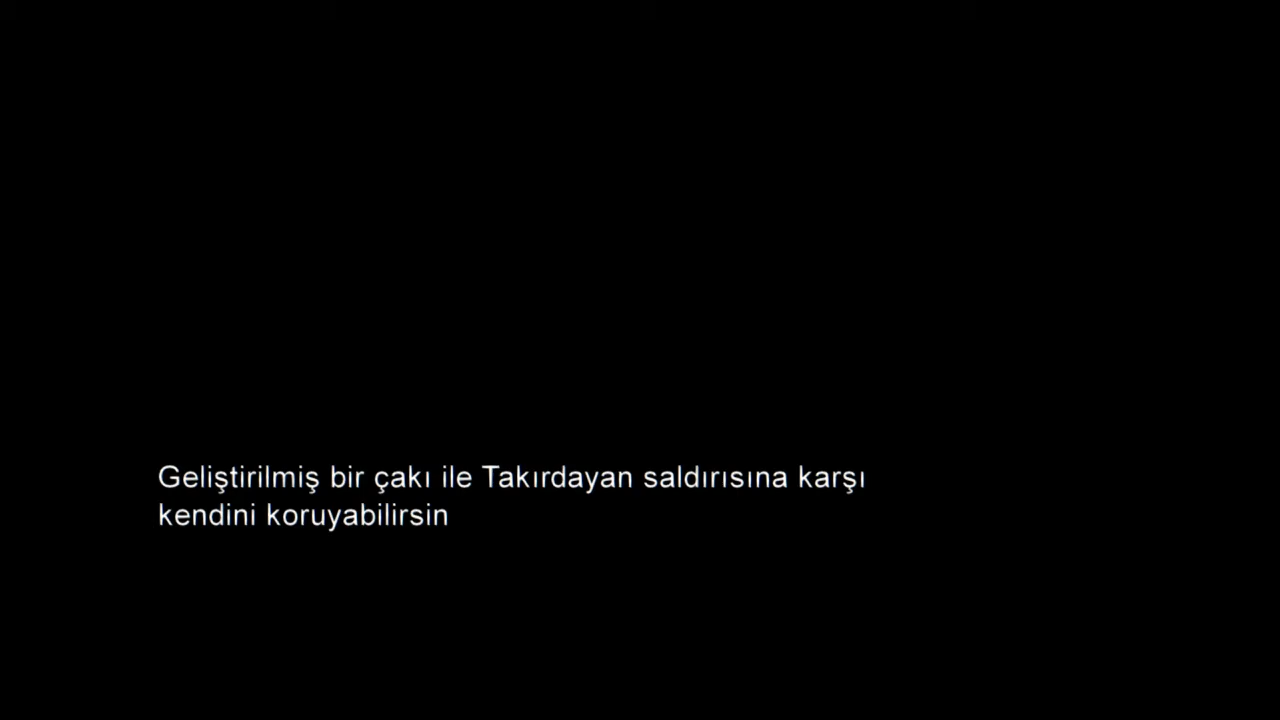 Geliştirilmiş bir çakı ile Takırdayan saldırısına karşı
kendini koruyabilirsin